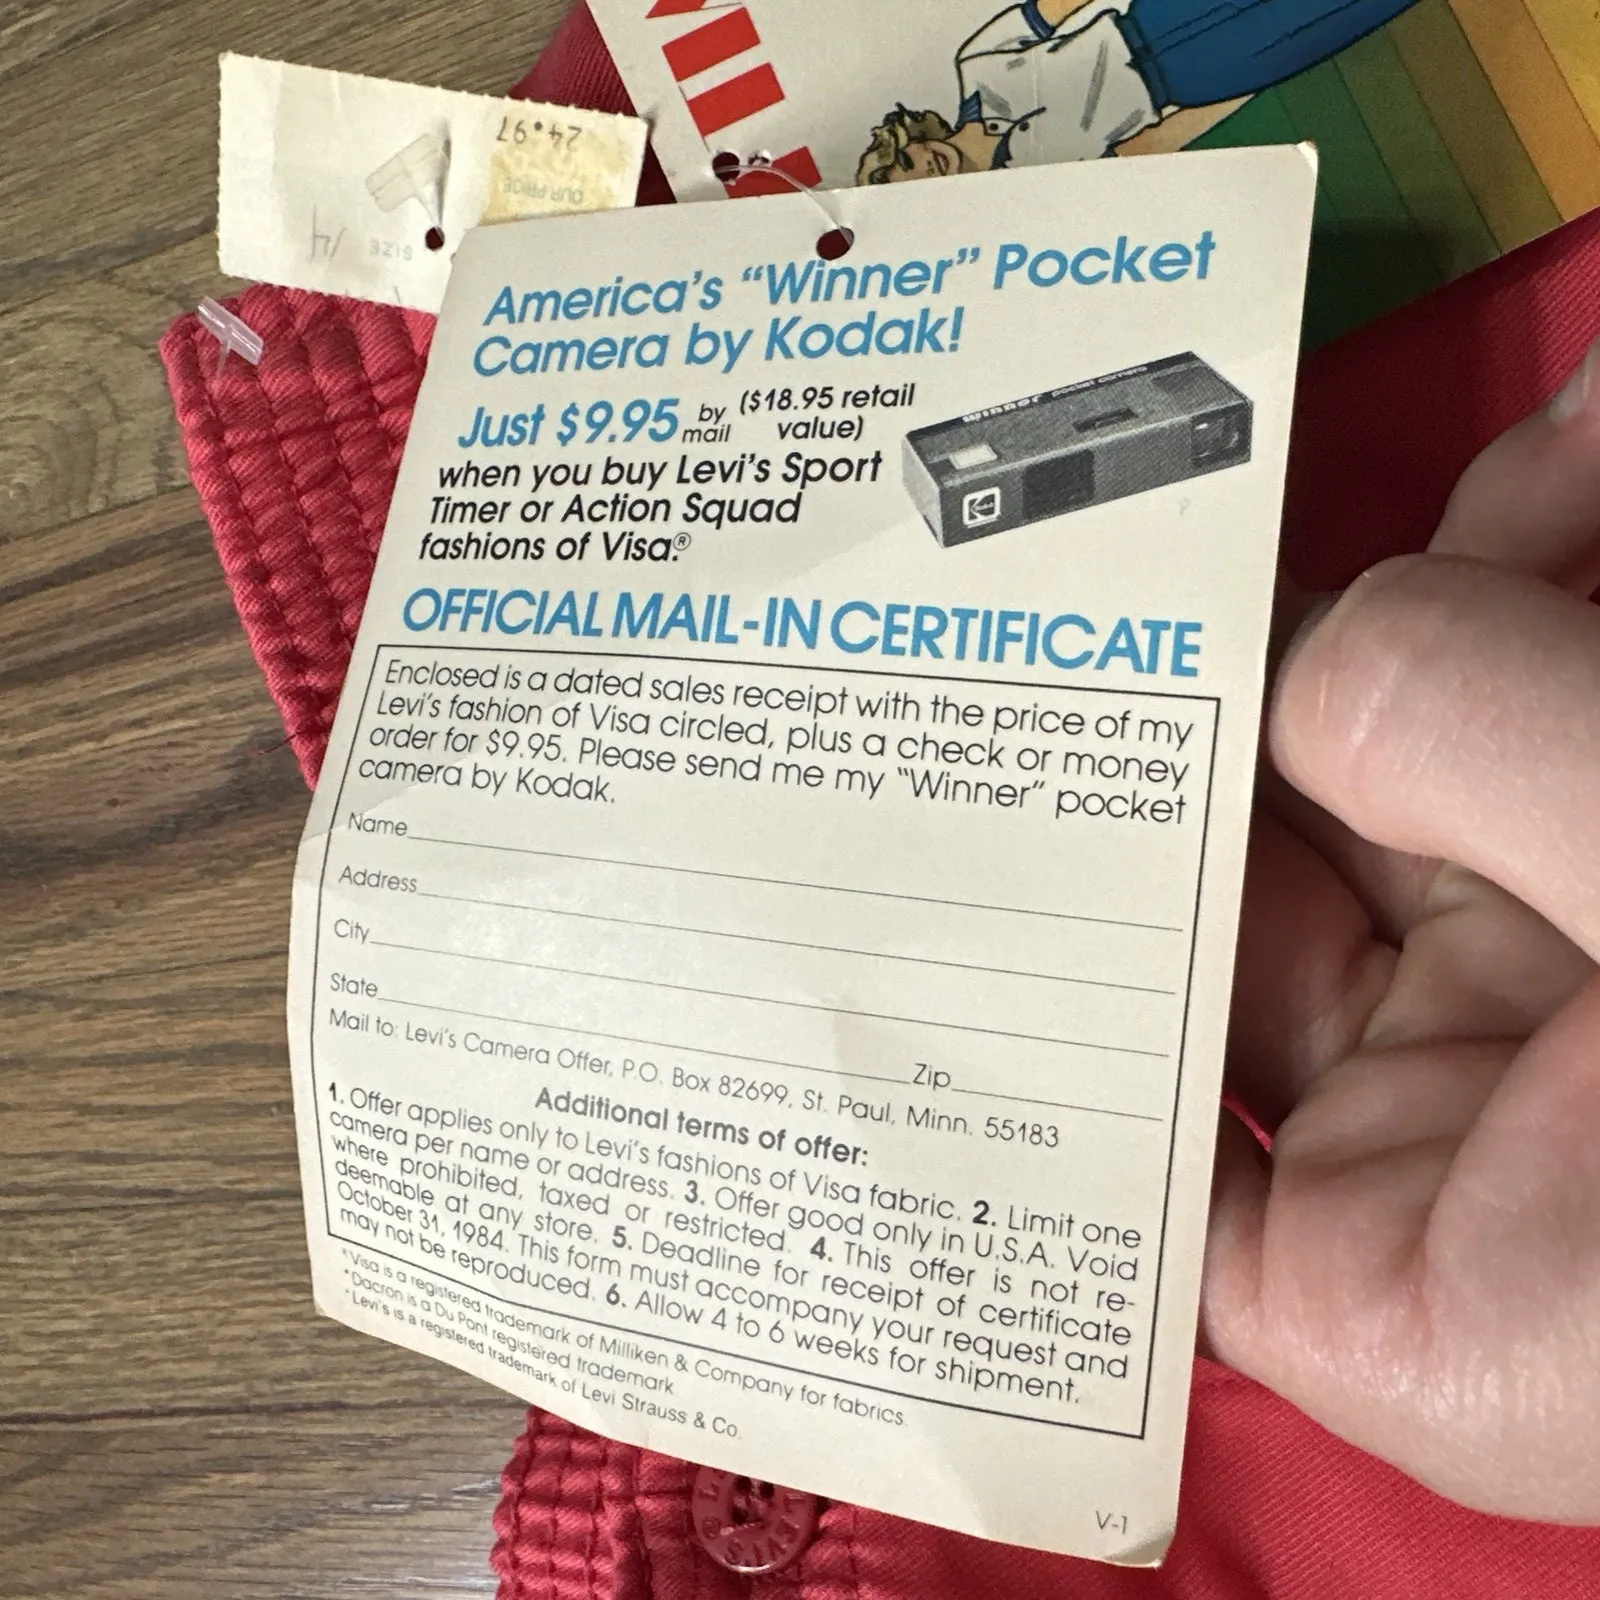 24.97
OUR PRICE
SIZE 14
America's "Winner" Pocket
Camera by Kodak!
Just $9.95 by mail ($18.95 retail value)
when you buy Levi's Sport
Timer or Action Squad
fashions of Visa.®
winner pocket camera
OFFICIAL MAIL-IN CERTIFICATE
Enclosed is a dated sales receipt with the price of my
Levi's fashion of Visa circled, plus a check or money
order for $9.95. Please send me my "Winner" pocket
camera by Kodak.
Name
Address
City
State Zip
Mail to: Levi's Camera Offer, P.O. Box 82699, St. Paul, Minn. 55183
Additional terms of offer:
1. Offer applies only to Levi's fashions of Visa fabric. 2. Limit one
camera per name or address. 3. Offer good only in U.S.A. Void
where prohibited, taxed or restricted. 4. This offer is not re-
deemable at any store. 5. Deadline for receipt of certificate
October 31, 1984. This form must accompany your request and
may not be reproduced. 6. Allow 4 to 6 weeks for shipment.
*Visa is a registered trademark of Milliken & Company for fabrics.
*Dacron is a Du Pont registered trademark
*Levi's is a registered trademark of Levi Strauss & Co.
V-1